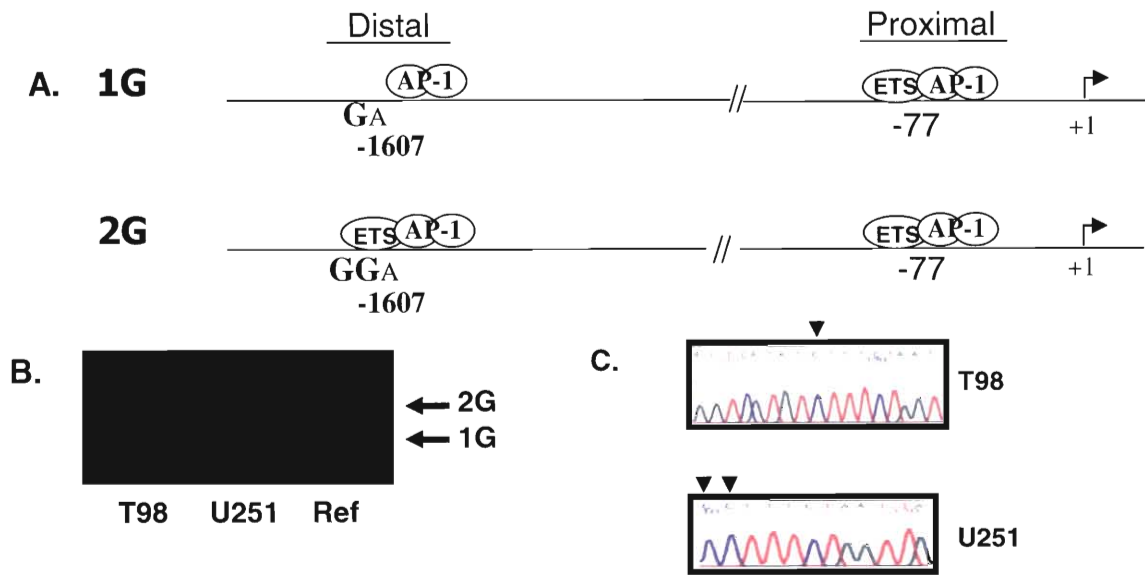 Distal Proximal
A. 1G AP-1 ETS AP-1
GA -77 +1
-1607
2G ETS AP-1 ETS AP-1
GGA -77 +1
-1607
B. C.
T98
2G
1G
T98 U251 Ref
U251